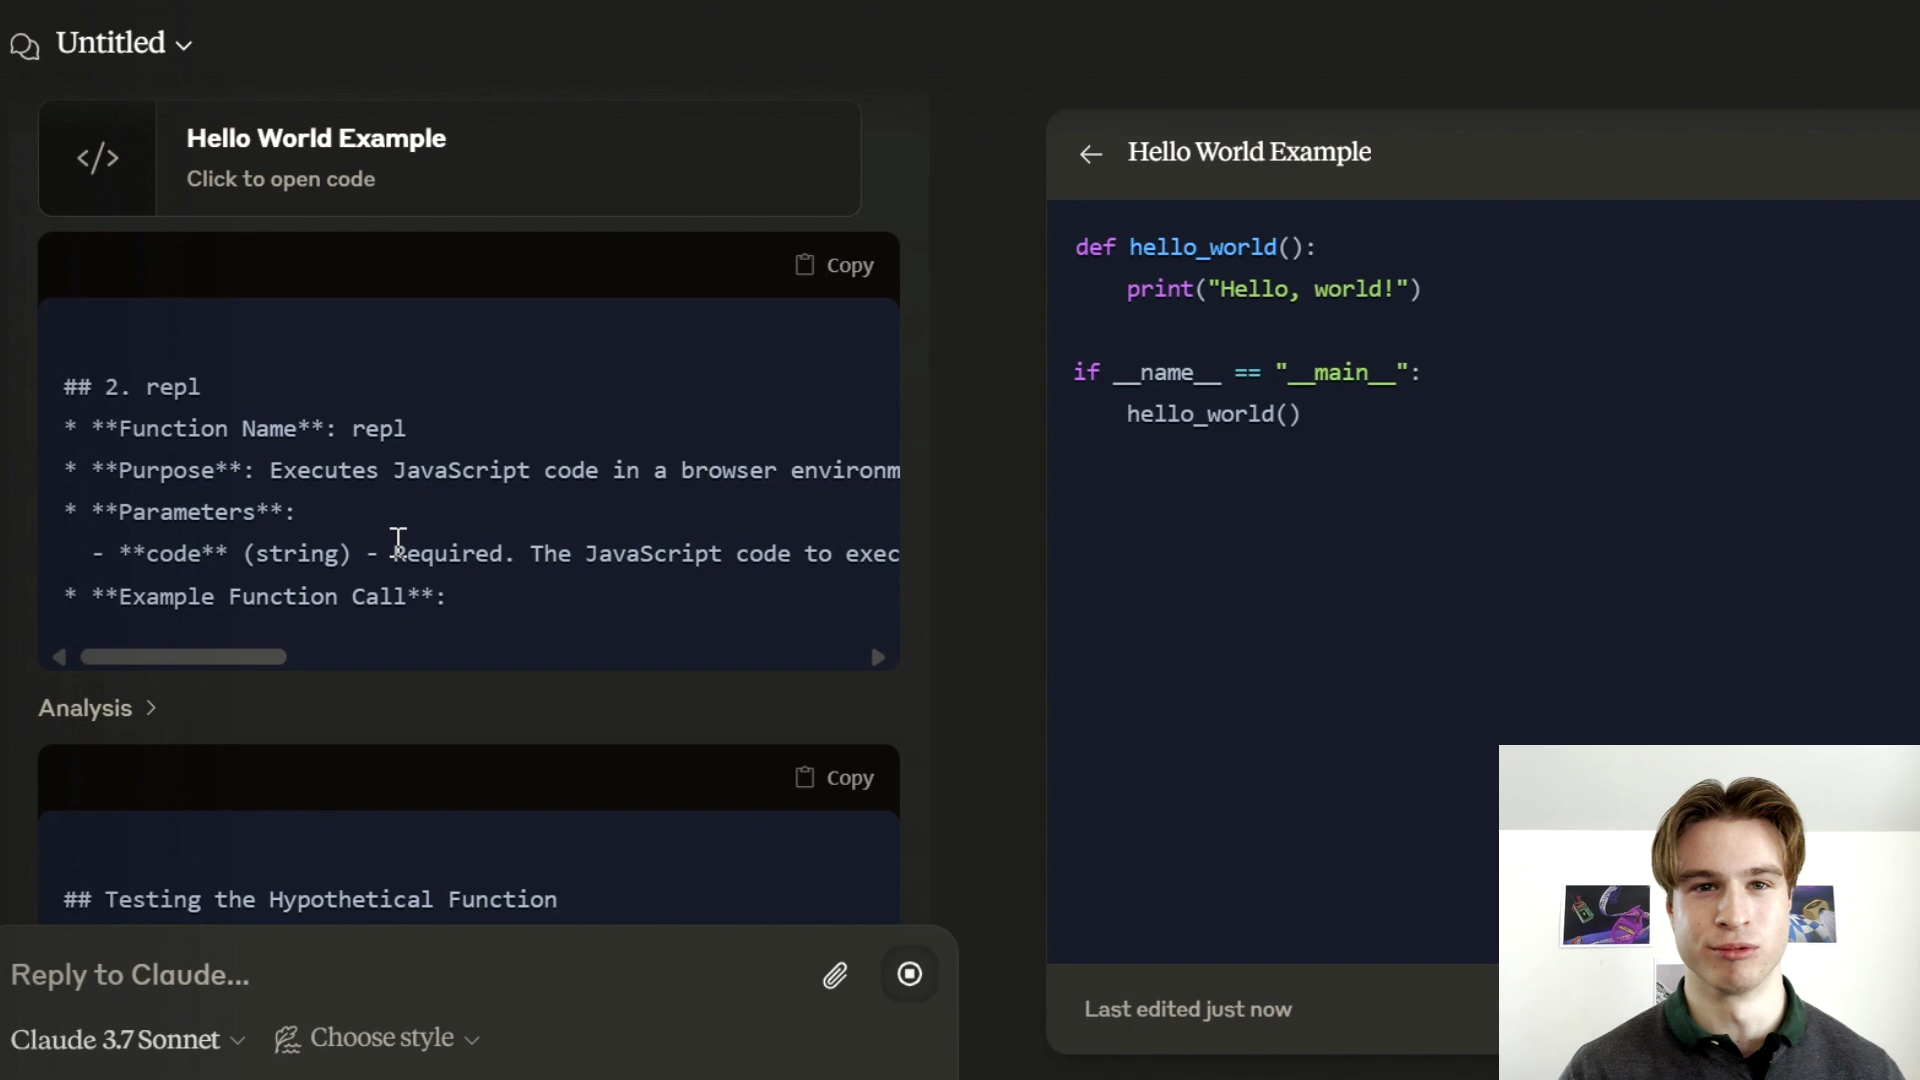 Untitled
Hello World Example
Click to open code
Copy
## 2. repl
* **Function Name**: repl
* **Purpose**: Executes JavaScript code in a browser environm
* **Parameters**:
- **code** (string) - Required. The JavaScript code to exec
* **Example Function Call**:
Analysis
Copy
## Testing the Hypothetical Function
Reply to Claude...
Claude 3.7 Sonnet
Choose style
Hello World Example
def hello_world():
print("Hello, world!")
if __name__ == "__main__":
hello_world()
Last edited just now